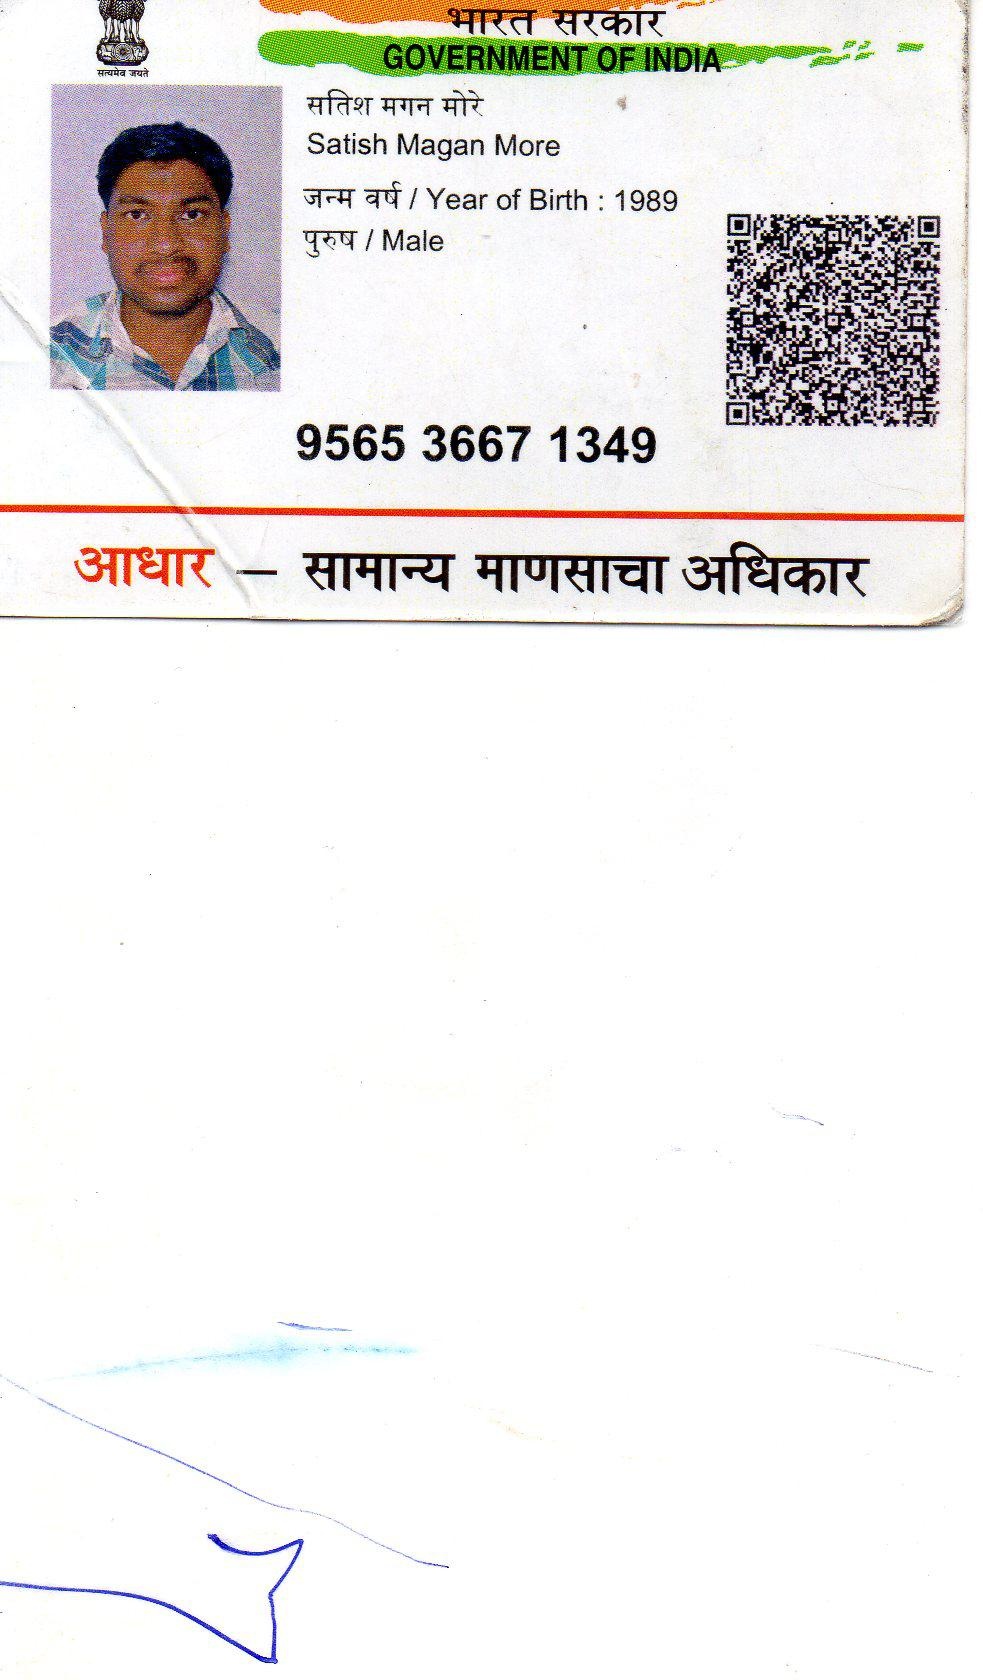 भारत सरकार
GOVERNMENT OF INDIA
सत्यमेव जयते
सतिश मगन मोरे
Satish Magan More
जन्म वर्ष / Year of Birth : 1989
पुरुष / Male
9565 3667 1349
आधार — सामान्य माणसाचा अधिकार